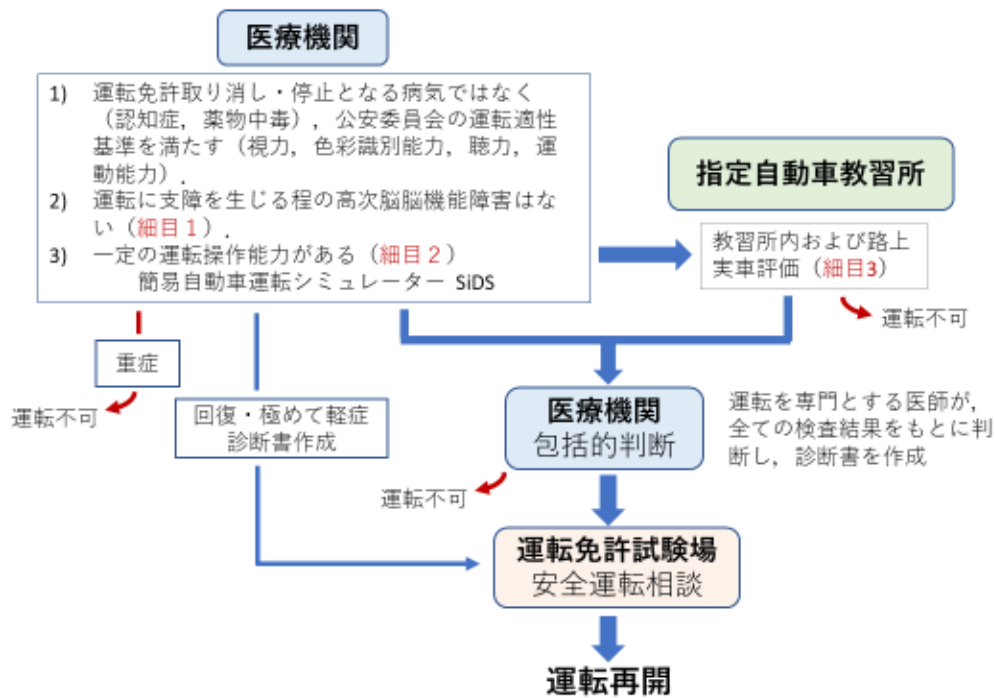 医療機関
1) 運転免許取り消し・停止となる病気ではなく
(認知症, 薬物中毒) , 公安委員会の運転適性
基準を満たす (視力, 色彩識別能力, 聴力, 運
動能力) .
2) 運転に支障を生じる程の高次脳脳機能障害はな
い (細目1) .
3) 一定の運転操作能力がある (細目2)
簡易自動車運転シミュレーター SiDS
指定自動車教習所
教習所内および路上
実車評価 (細目3)
運転不可
重症
運転不可
回復・極めて軽症
診断書作成
医療機関
包括的判断
運転を専門とする医師が,
全ての検査結果をもとに判
断し, 診断書を作成
運転不可
運転免許試験場
安全運転相談
運転再開